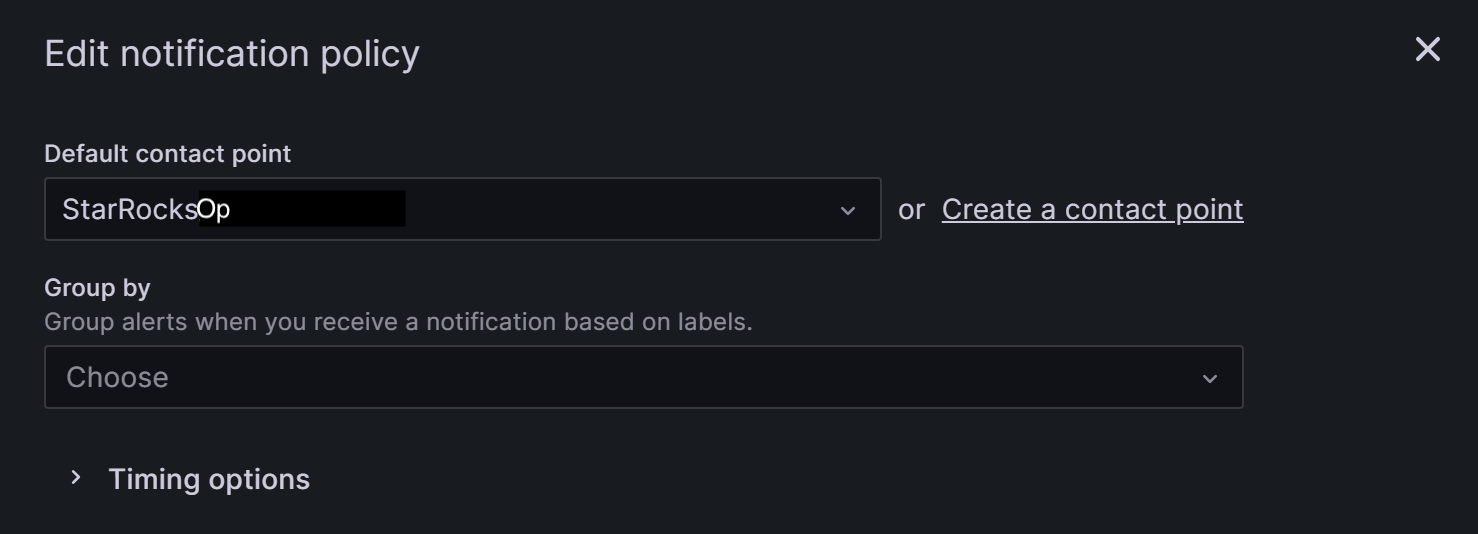 Edit notification policy
Default contact point
StarRocksOp
or Create a contact point
Group by
Group alerts when you receive a notification based on labels.
Choose
Timing options